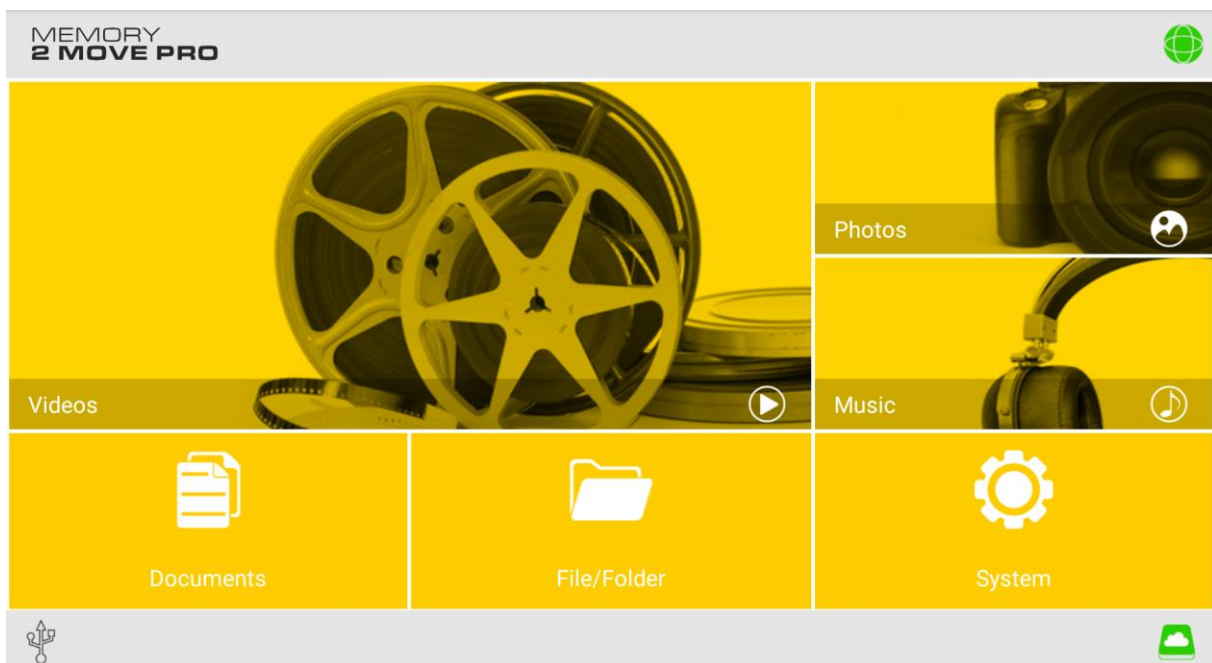 MEMORY
2 MOVE PRO
Videos
Photos
Music
Documents
File/Folder
System